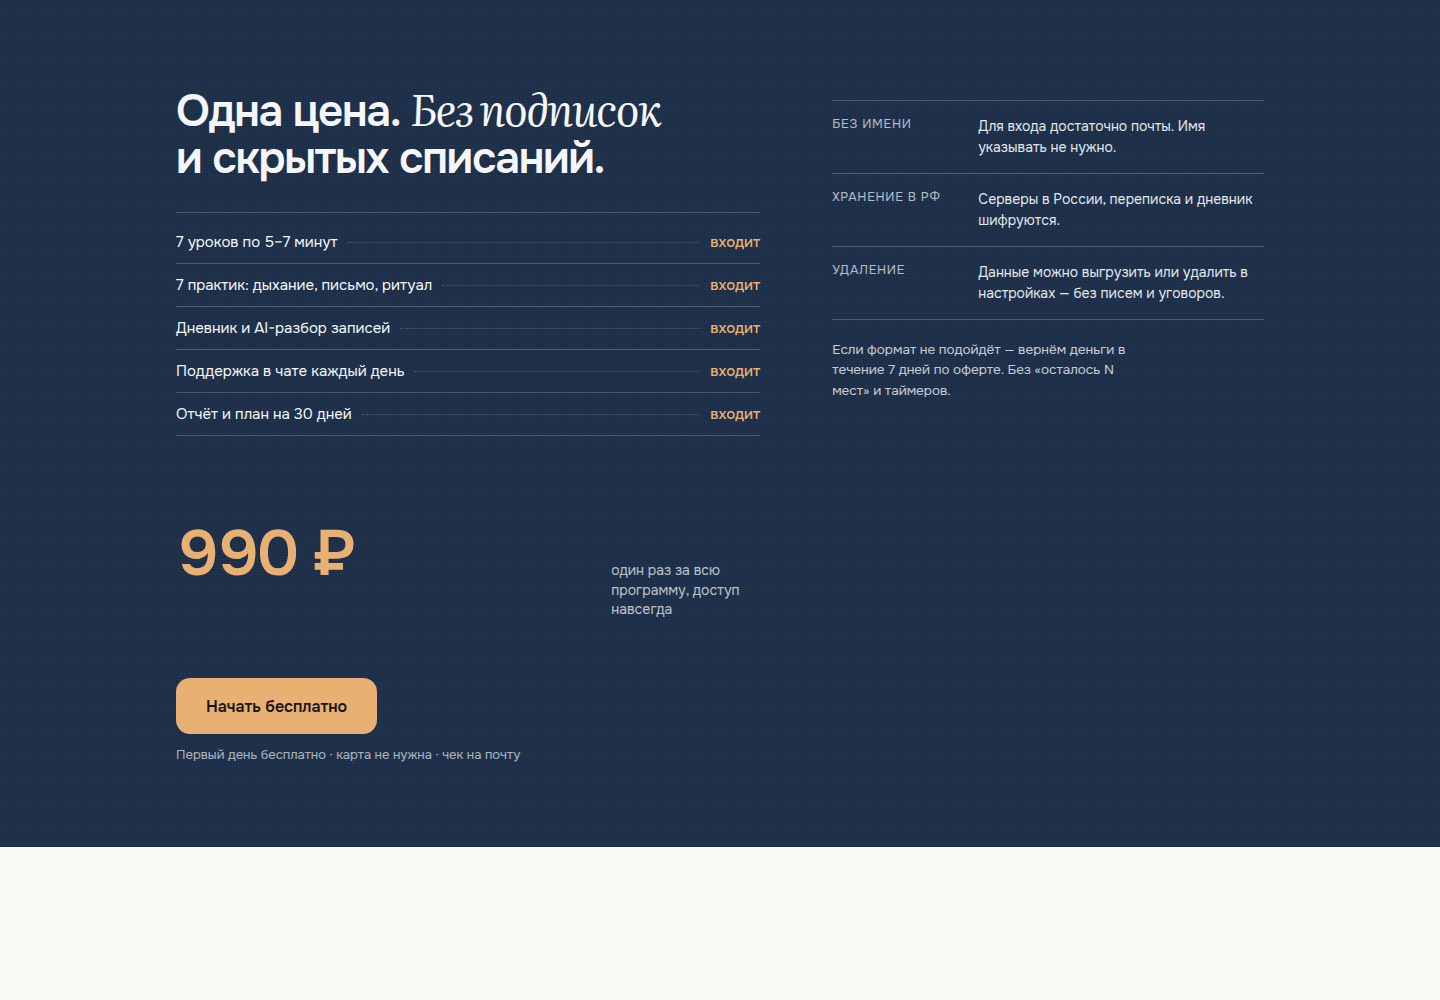 Одна цена. Без подписок
и скрытых списаний.
7 уроков по 5–7 минут входит
7 практик: дыхание, письмо, ритуал входит
Дневник и AI-разбор записей входит
Поддержка в чате каждый день входит
Отчёт и план на 30 дней входит
990 ₽
один раз за всю
программу, доступ
навсегда
Начать бесплатно
Первый день бесплатно · карта не нужна · чек на почту
БЕЗ ИМЕНИ
Для входа достаточно почты. Имя
указывать не нужно.
ХРАНЕНИЕ В РФ
Серверы в России, переписка и дневник
шифруются.
УДАЛЕНИЕ
Данные можно выгрузить или удалить в
настройках — без писем и уговоров.
Если формат не подойдёт — вернём деньги в
течение 7 дней по оферте. Без «осталось N
мест» и таймеров.